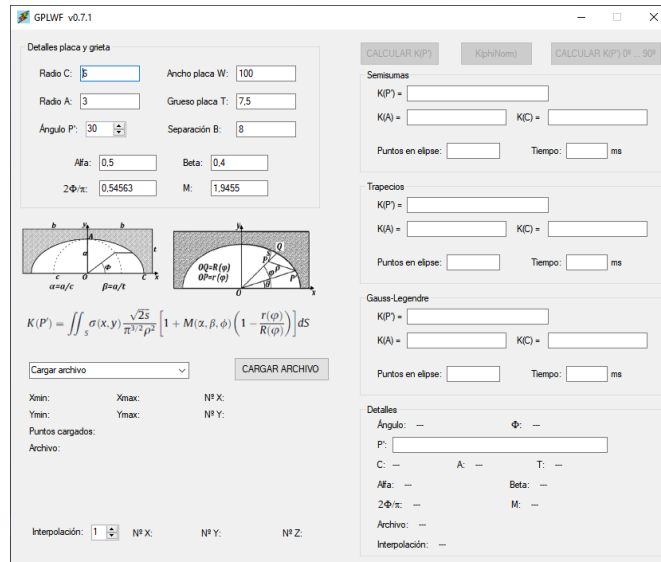 GPLWF v0.7.1
Detalles placa y grieta
Radio C: 6 Ancho placa W: 100
Radio A: 3 Grueso placa T: 7,5
Ángulo P': 30 Separación B: 8
Alfa: 0,5 Beta: 0,4
2Φ/π: 0,54563 M: 1,9455
b y b
A
a t
ϕ
c O C x
α=a/c β=a/t
y
Q
S
P
OQ=R(φ)
OP=r(φ)
φ ρ P'
θ
O x
K(P') = ∬_S σ(x,y) √2s / π^{3/2}ρ² [1 + M(α,β,ϕ) (1 − r(φ)/R(φ))] dS
Cargar archivo CARGAR ARCHIVO
Xmin: Xmax: Nº X:
Ymin: Ymax: Nº Y:
Puntos cargados:
Archivo:
Interpolación: 1 Nº X: Nº Y: Nº Z:
CALCULAR K(P') K(phiNorm) CALCULAR K(P') 0º ... 90º
Semisumas
K(P') =
K(A) = K(C) =
Puntos en elipse: Tiempo: ms
Trapecios
K(P') =
K(A) = K(C) =
Puntos en elipse: Tiempo: ms
Gauss-Legendre
K(P') =
K(A) = K(C) =
Puntos en elipse: Tiempo: ms
Detalles
Ángulo: --- Φ: ---
P':
C: --- A: --- T: ---
Alfa: --- Beta: ---
2Φ/π: --- M: ---
Archivo: ---
Interpolación: ---